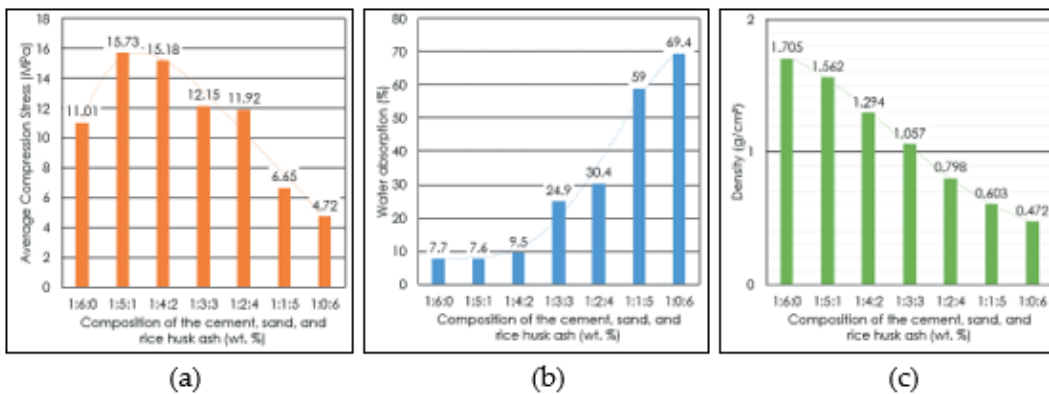 Average Compression Stress (MPa)
18
16
14
12
10
8
6
4
2
0
11.01
15.73
15.18
12.15
11.92
6.65
4.72
1:6:0 1:5:1 1:4:2 1:3:3 1:2:4 1:1:5 1:0:6
Composition of the cement, sand, and
rice husk ash (wt. %)
(a)
Water absorption (%)
80
70
60
50
40
30
20
10
0
7.7
7.6
9.5
24.9
30.4
59
69.4
1:6:0 1:5:1 1:4:2 1:3:3 1:2:4 1:1:5 1:0:6
Composition of the cement, sand, and
rice husk ash (wt. %)
(b)
Density (g/cm³)
2
1
0
1.705
1.562
1.294
1.057
0.798
0.603
0.472
1:6:0 1:5:1 1:4:2 1:3:3 1:2:4 1:1:5 1:0:6
Composition of the cement, sand, and
rice husk ash (wt. %)
(c)